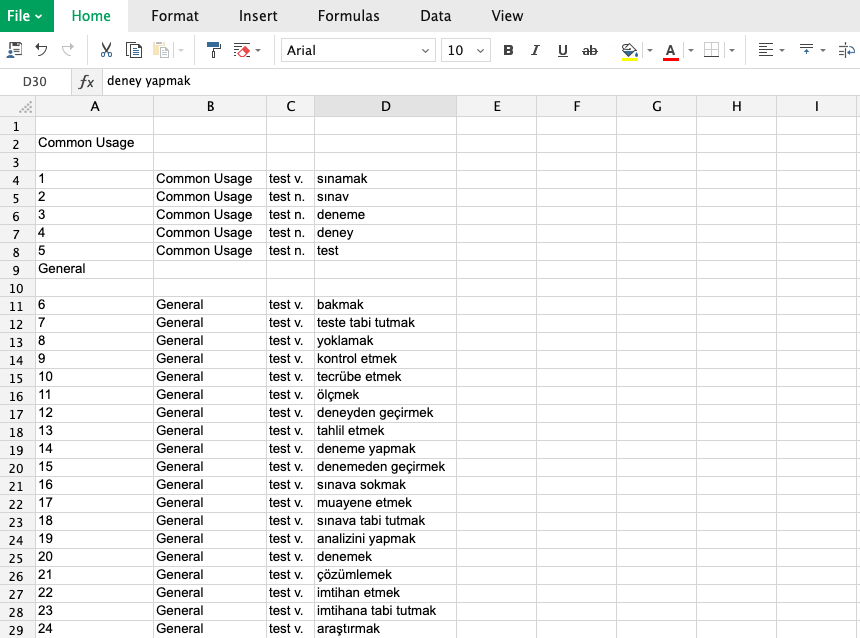 File Home Format Insert Formulas Data View
Arial 10 B I U ab A
D30 fx deney yapmak
A B C D E F G H I
1
2 Common Usage
3
4 1 Common Usage test v. sınamak
5 2 Common Usage test n. sınav
6 3 Common Usage test n. deneme
7 4 Common Usage test n. deney
8 5 Common Usage test n. test
9 General
10
11 6 General test v. bakmak
12 7 General test v. teste tabi tutmak
13 8 General test v. yoklamak
14 9 General test v. kontrol etmek
15 10 General test v. tecrübe etmek
16 11 General test v. ölçmek
17 12 General test v. deneyden geçirmek
18 13 General test v. tahlil etmek
19 14 General test v. deneme yapmak
20 15 General test v. denemeden geçirmek
21 16 General test v. sınava sokmak
22 17 General test v. muayene etmek
23 18 General test v. sınava tabi tutmak
24 19 General test v. analizini yapmak
25 20 General test v. denemek
26 21 General test v. çözümlemek
27 22 General test v. imtihan etmek
28 23 General test v. imtihana tabi tutmak
29 24 General test v. araştırmak